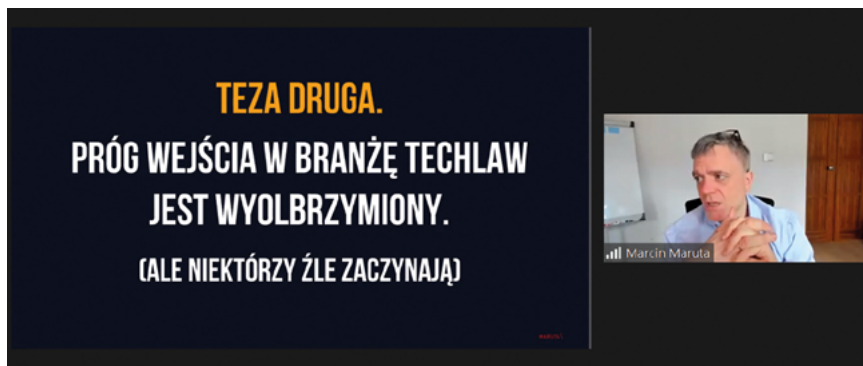 TEZA DRUGA.
PRÓG WEJŚCIA W BRANŻĘ TECHLAW
JEST WYOLBRZYMIONY.
(ALE NIEKTÓRZY ŹLE ZACZYNAJĄ)
Marcin Maruta